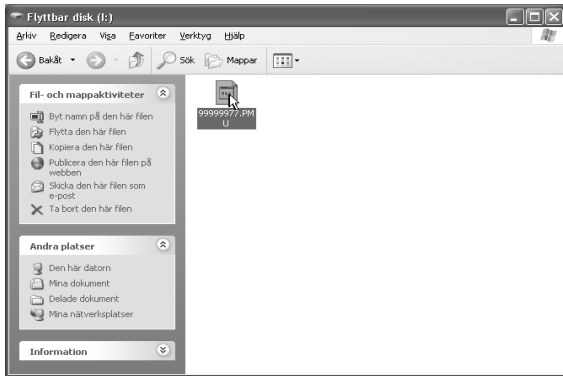 Flyttbar disk (I:)
Arkiv Redigera Visa Favoriter Verktyg Hjälp
Bakåt Sök Mappar
Fil- och mappaktiviteter
Byt namn på den här filen
Flytta den här filen
Kopiera den här filen
Publicera den här filen på
webben
Skicka den här filen som
e-post
Ta bort den här filen
99999977.PM
U
Andra platser
Den här datorn
Mina dokument
Delade dokument
Mina nätverksplatser
Information